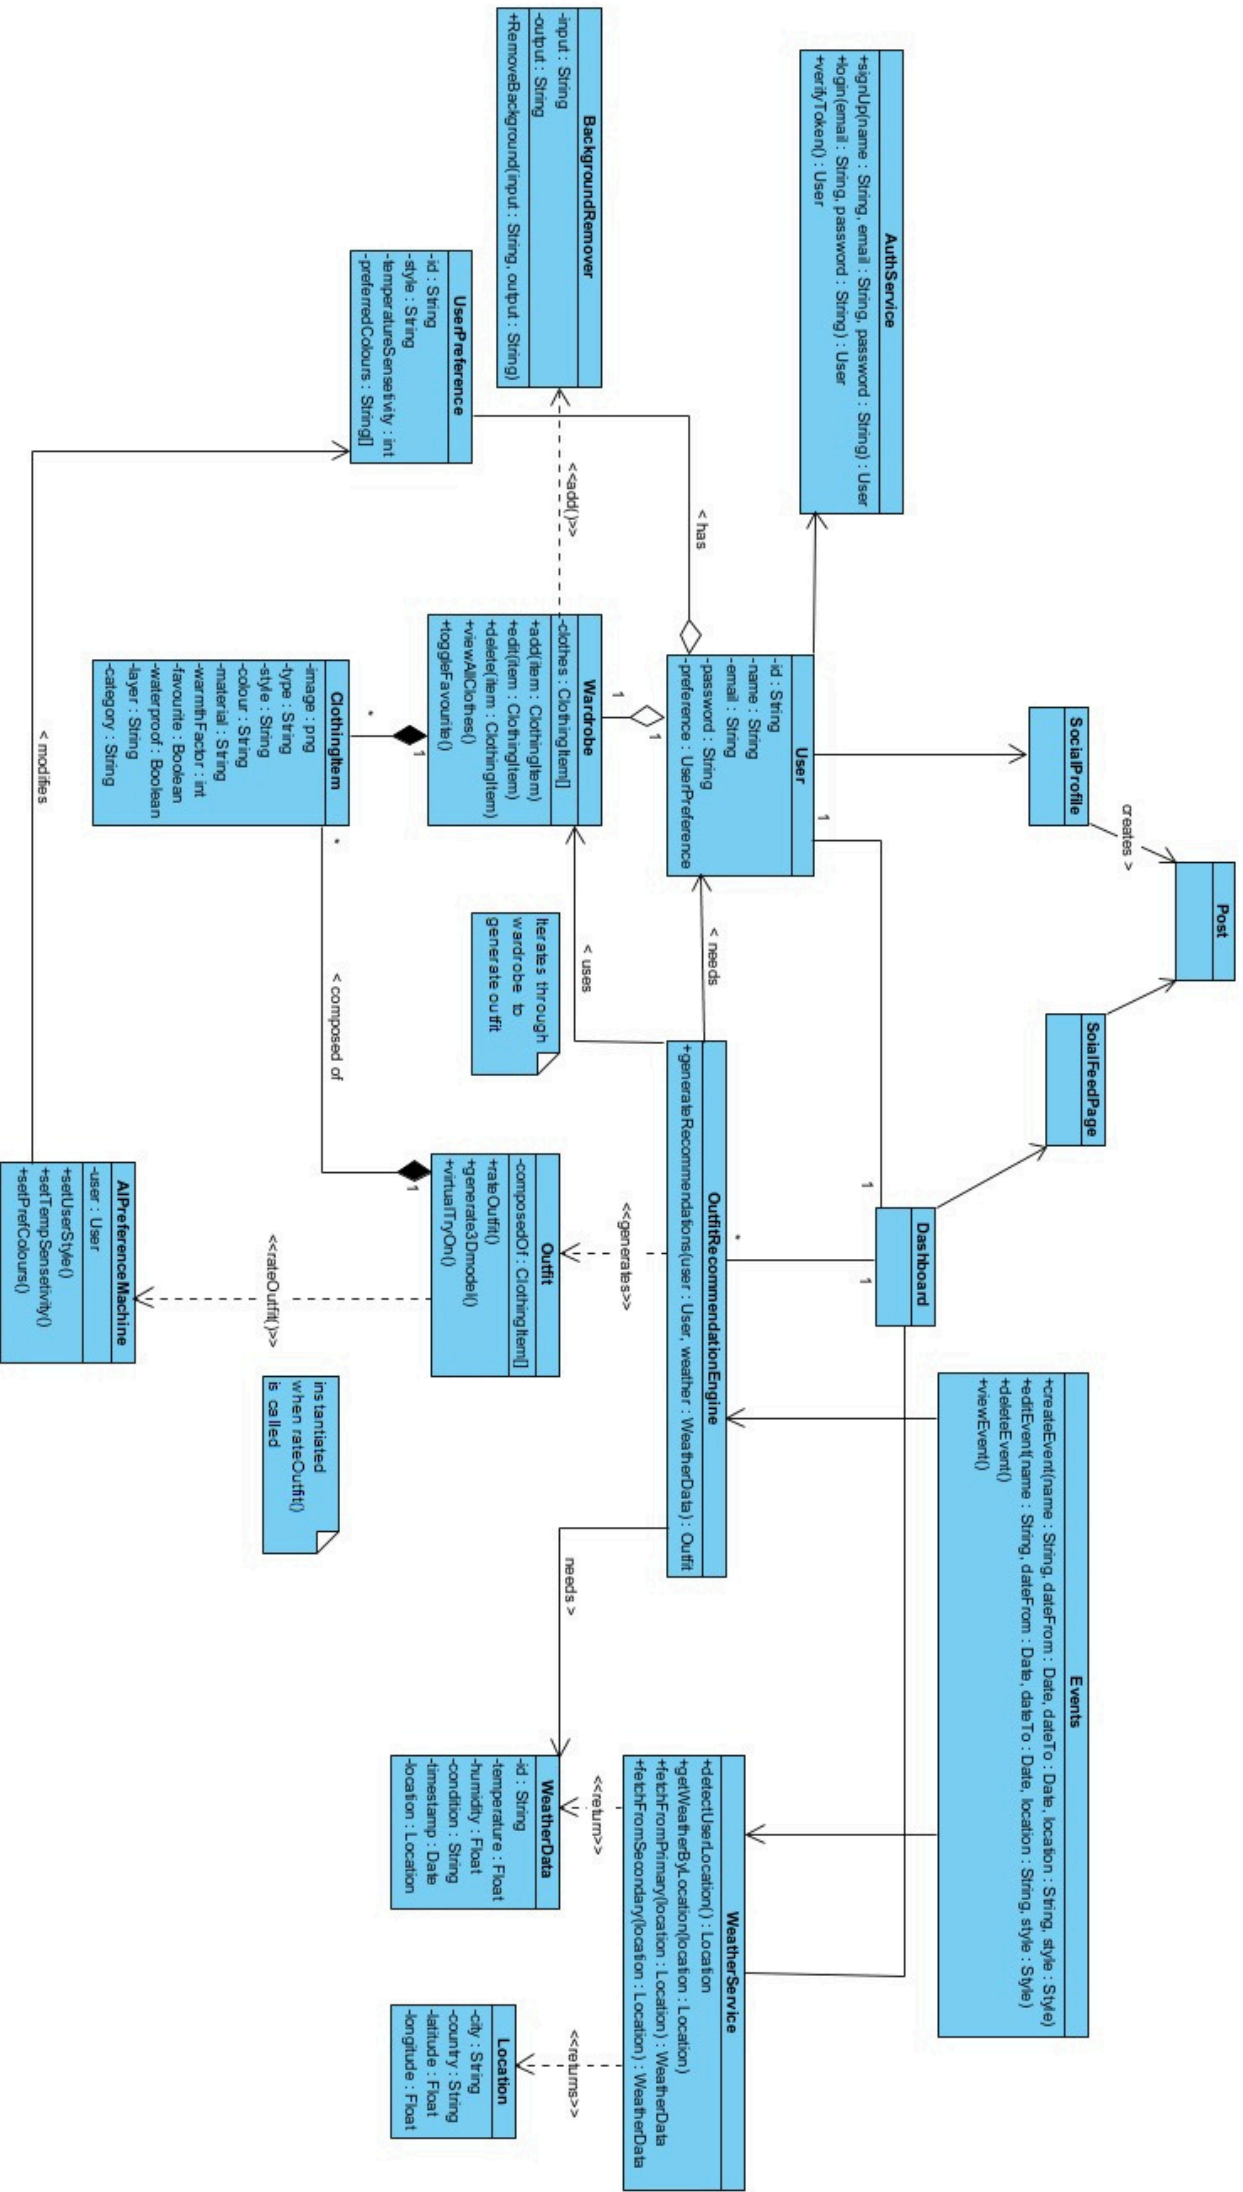 Post
creates >
SocialProfile
SoialFeedPage
AuthService
+signUp(name : String, email : String, password : String) : User
+login(email : String, password : String) : User
+verifyToken() : User
Dashboard
1
1
1
*
Events
+createEvent(name : String, dateFrom : Date, dateTo : Date, location : String, style : Style)
+editEvent(name : String, dateFrom : Date, dateTo : Date, location : String, style : Style)
+deleteEvent()
+viewEvent()
User
-id : String
-name : String
-email : String
-password : String
-preference : UserPreference
< has
< needs
OutfitRecommendationEngine
+generateRecommendations(user : User, weather : WeatherData) : Outfit
WeatherService
+detectUserLocation() : Location
+getWeatherByLocation(location : Location)
+fetchFromPrimary(location : Location) : WeatherData
+fetchFromSecondary(location : Location) : WeatherData
BackgroundRemover
-input : String
-output : String
+RemoveBackground(input : String, output : String)
<<add()>>
1
1
Wardrobe
-clothes : ClothingItem[]
+add(item : ClothingItem)
+edit(item : ClothingItem)
+delete(item : ClothingItem)
+viewAllClothes()
+toggleFavourite()
< uses
Iterates through
wardrobe to
generate outfit
<<generates>>
needs >
<<return>>
<<returns>>
UserPreference
-id : String
-style : String
-temperatureSensetivity : int
-preferredColours : String[]
1
*
ClothingItem
-image : png
-type : String
-style : String
-colour : String
-material : String
-warmthFactor : int
-favourite : Boolean
-waterproof : Boolean
-layer : String
-category : String
*
< composed of
1
Outfit
-composedOf : ClothingItem[]
+rateOutfit()
+generate3Dmodel()
+virtualTryOn()
WeatherData
-id : String
-temperature : Float
-humidity : Float
-condition : String
-timestamp : Date
-location : Location
Location
-city : String
-country : String
-latitude : Float
-longitude : Float
<<rateOutfit()>>
instantiated
when rateOutfit()
is called
< modifies
AIPreferenceMachine
-user : User
+setUserStyle()
+setTempSensetivity()
+setPrefColours()